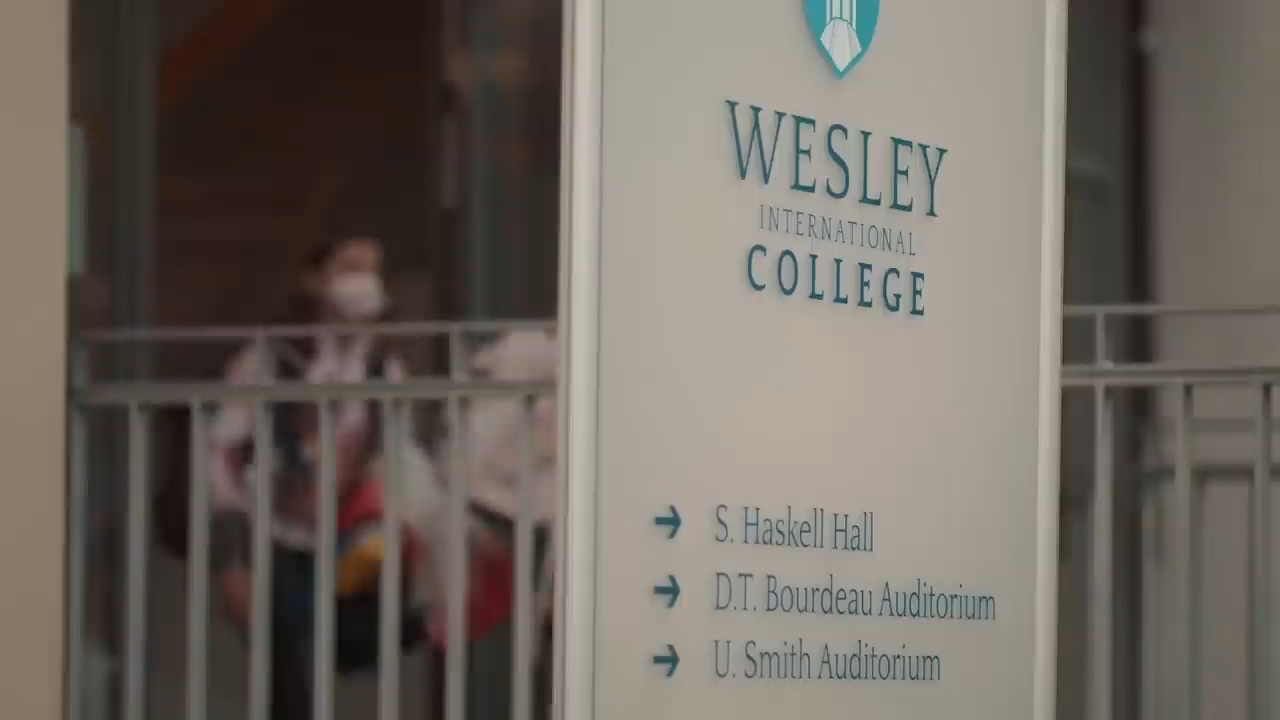 WESLEY
INTERNATIONAL
COLLEGE
→ S. Haskell Hall
→ D.T. Bourdeau Auditorium
→ U. Smith Auditorium